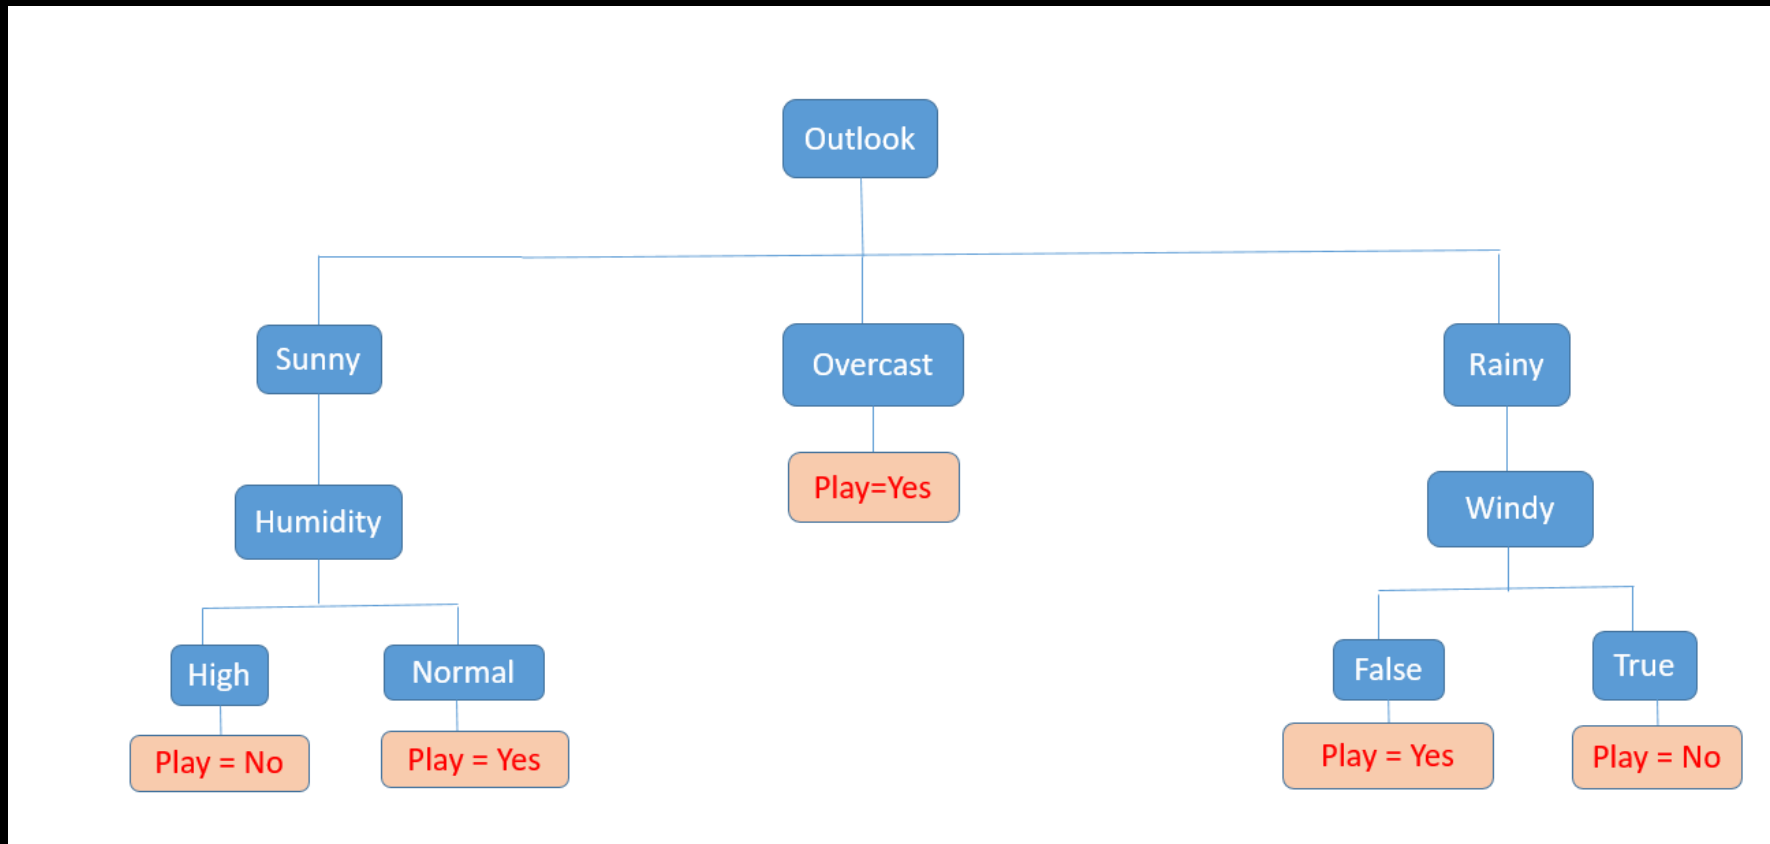 Outlook
Sunny
Overcast
Rainy
Play=Yes
Humidity
Windy
High
Normal
False
True
Play = No
Play = Yes
Play = Yes
Play = No